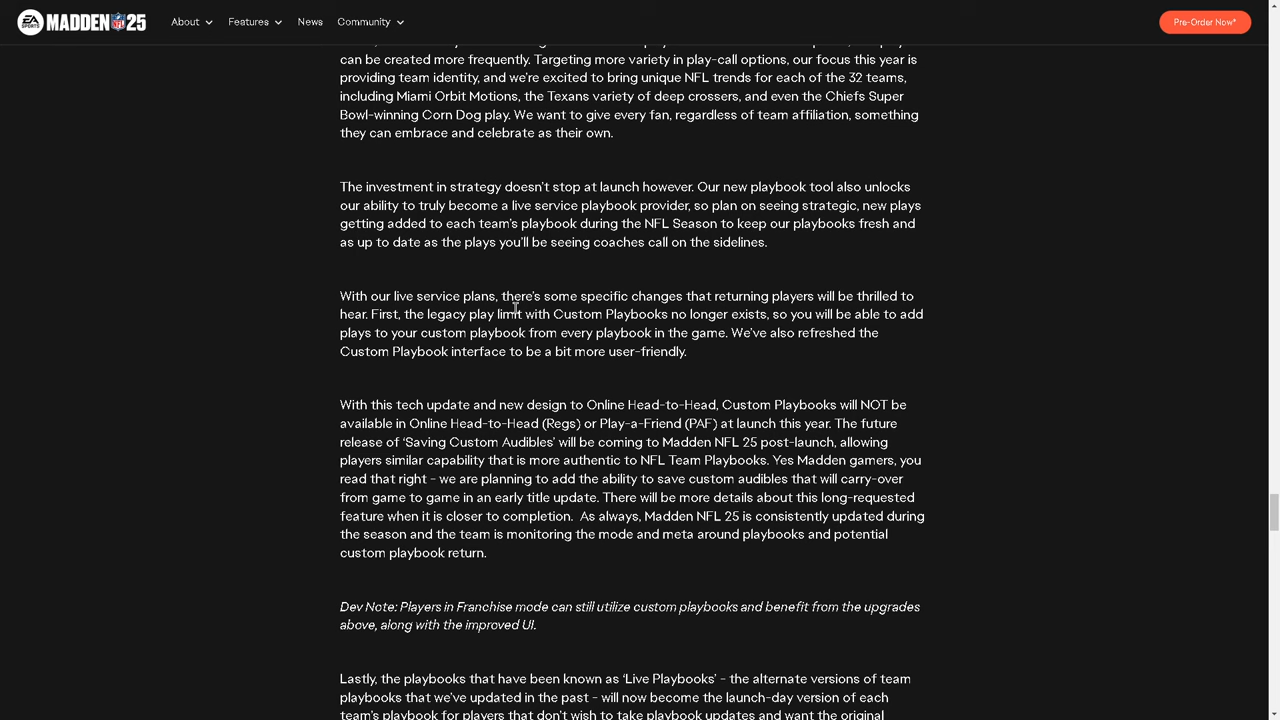 EA SPORTS MADDEN NFL 25 About Features News Community Pre-Order Now*
can be created more frequently. Targeting more variety in play-call options, our focus this year is
providing team identity, and we're excited to bring unique NFL trends for each of the 32 teams,
including Miami Orbit Motions, the Texans variety of deep crossers, and even the Chiefs Super
Bowl-winning Corn Dog play. We want to give every fan, regardless of team affiliation, something
they can embrace and celebrate as their own.
The investment in strategy doesn't stop at launch however. Our new playbook tool also unlocks
our ability to truly become a live service playbook provider, so plan on seeing strategic, new plays
getting added to each team's playbook during the NFL Season to keep our playbooks fresh and
as up to date as the plays you'll be seeing coaches call on the sidelines.
With our live service plans, there's some specific changes that returning players will be thrilled to
hear. First, the legacy play limit with Custom Playbooks no longer exists, so you will be able to add
plays to your custom playbook from every playbook in the game. We've also refreshed the
Custom Playbook interface to be a bit more user-friendly.
With this tech update and new design to Online Head-to-Head, Custom Playbooks will NOT be
available in Online Head-to-Head (Regs) or Play-a-Friend (PAF) at launch this year. The future
release of 'Saving Custom Audibles' will be coming to Madden NFL 25 post-launch, allowing
players similar capability that is more authentic to NFL Team Playbooks. Yes Madden gamers, you
read that right - we are planning to add the ability to save custom audibles that will carry-over
from game to game in an early title update. There will be more details about this long-requested
feature when it is closer to completion.  As always, Madden NFL 25 is consistently updated during
the season and the team is monitoring the mode and meta around playbooks and potential
custom playbook return.
Dev Note: Players in Franchise mode can still utilize custom playbooks and benefit from the upgrades
above, along with the improved UI.
Lastly, the playbooks that have been known as 'Live Playbooks' - the alternate versions of team
playbooks that we've updated in the past - will now become the launch-day version of each
team's playbook for players that don't wish to take playbook updates and want the original